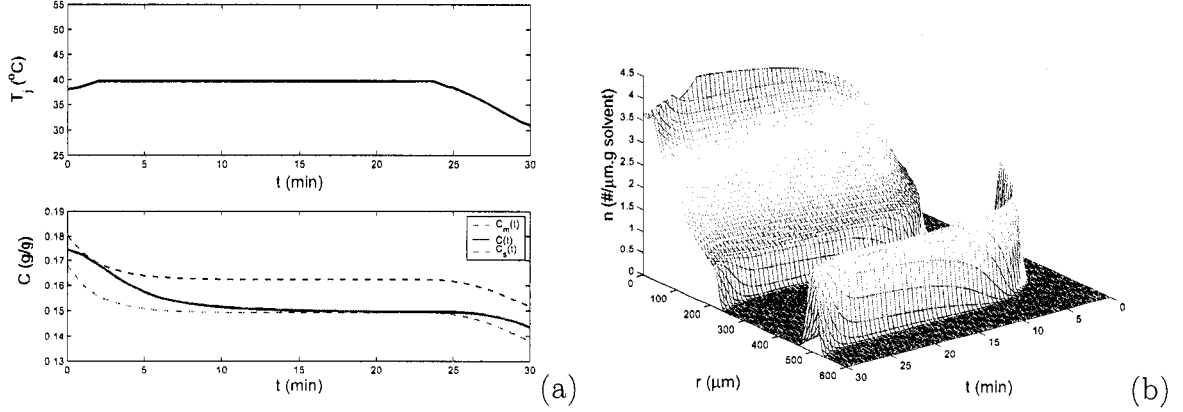 55
50
45
40
35
30
25
T_j (°C)
0 5 10 15 20 25 30
t (min)
0.19
0.18
0.17
0.16
0.15
0.14
0.13
C (g/g)
C_m(t)
C(t)
C_s(t)
0 5 10 15 20 25 30
t (min)
(a)
4.5
4
3.5
3
2.5
2
1.5
1
0.5
0
n (#/μm.g solvent)
100
200
300
400
500
600
r (μm)
30
25
20
15
10
5
0
t (min)
(b)